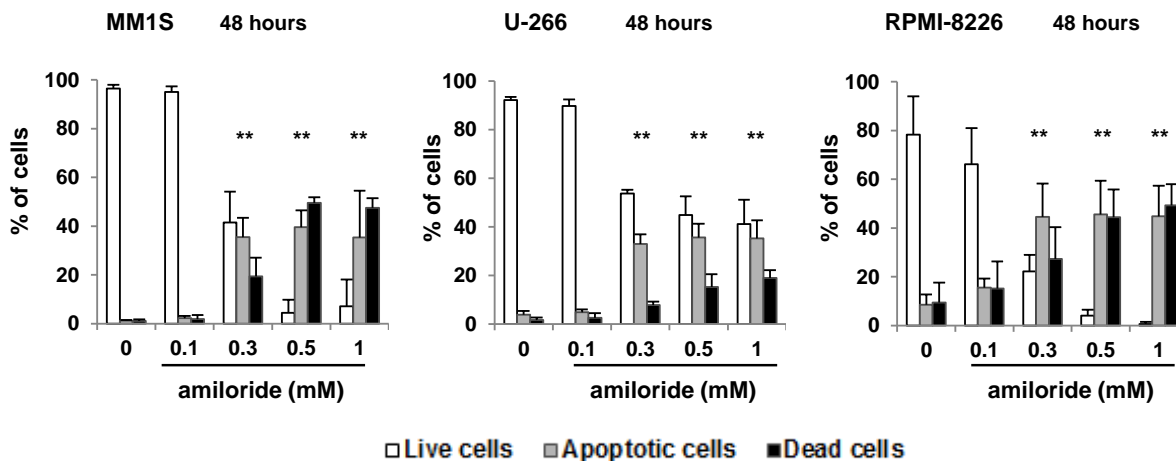 MM1S 48 hours
% of cells
100
80
60
40
20
0
** ** **
0 0.1 0.3 0.5 1
amiloride (mM)
U-266 48 hours
% of cells
100
80
60
40
20
0
** ** **
0 0.1 0.3 0.5 1
amiloride (mM)
RPMI-8226 48 hours
% of cells
100
80
60
40
20
0
** ** **
0 0.1 0.3 0.5 1
amiloride (mM)
Live cells Apoptotic cells Dead cells